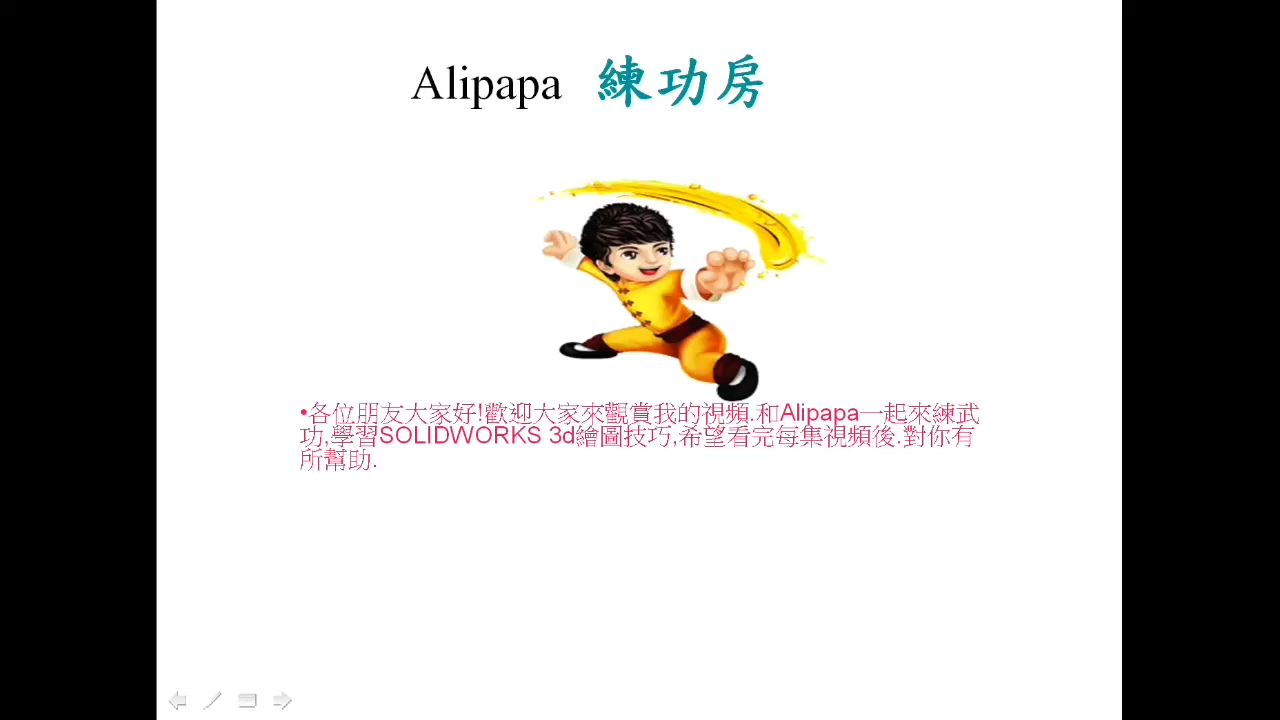 Alipapa 練功房
•各位朋友大家好!歡迎大家來觀賞我的視頻.和Alipapa一起來練武
功,學習SOLIDWORKS 3d繪圖技巧,希望看完每集視頻後.對你有
所幫助.